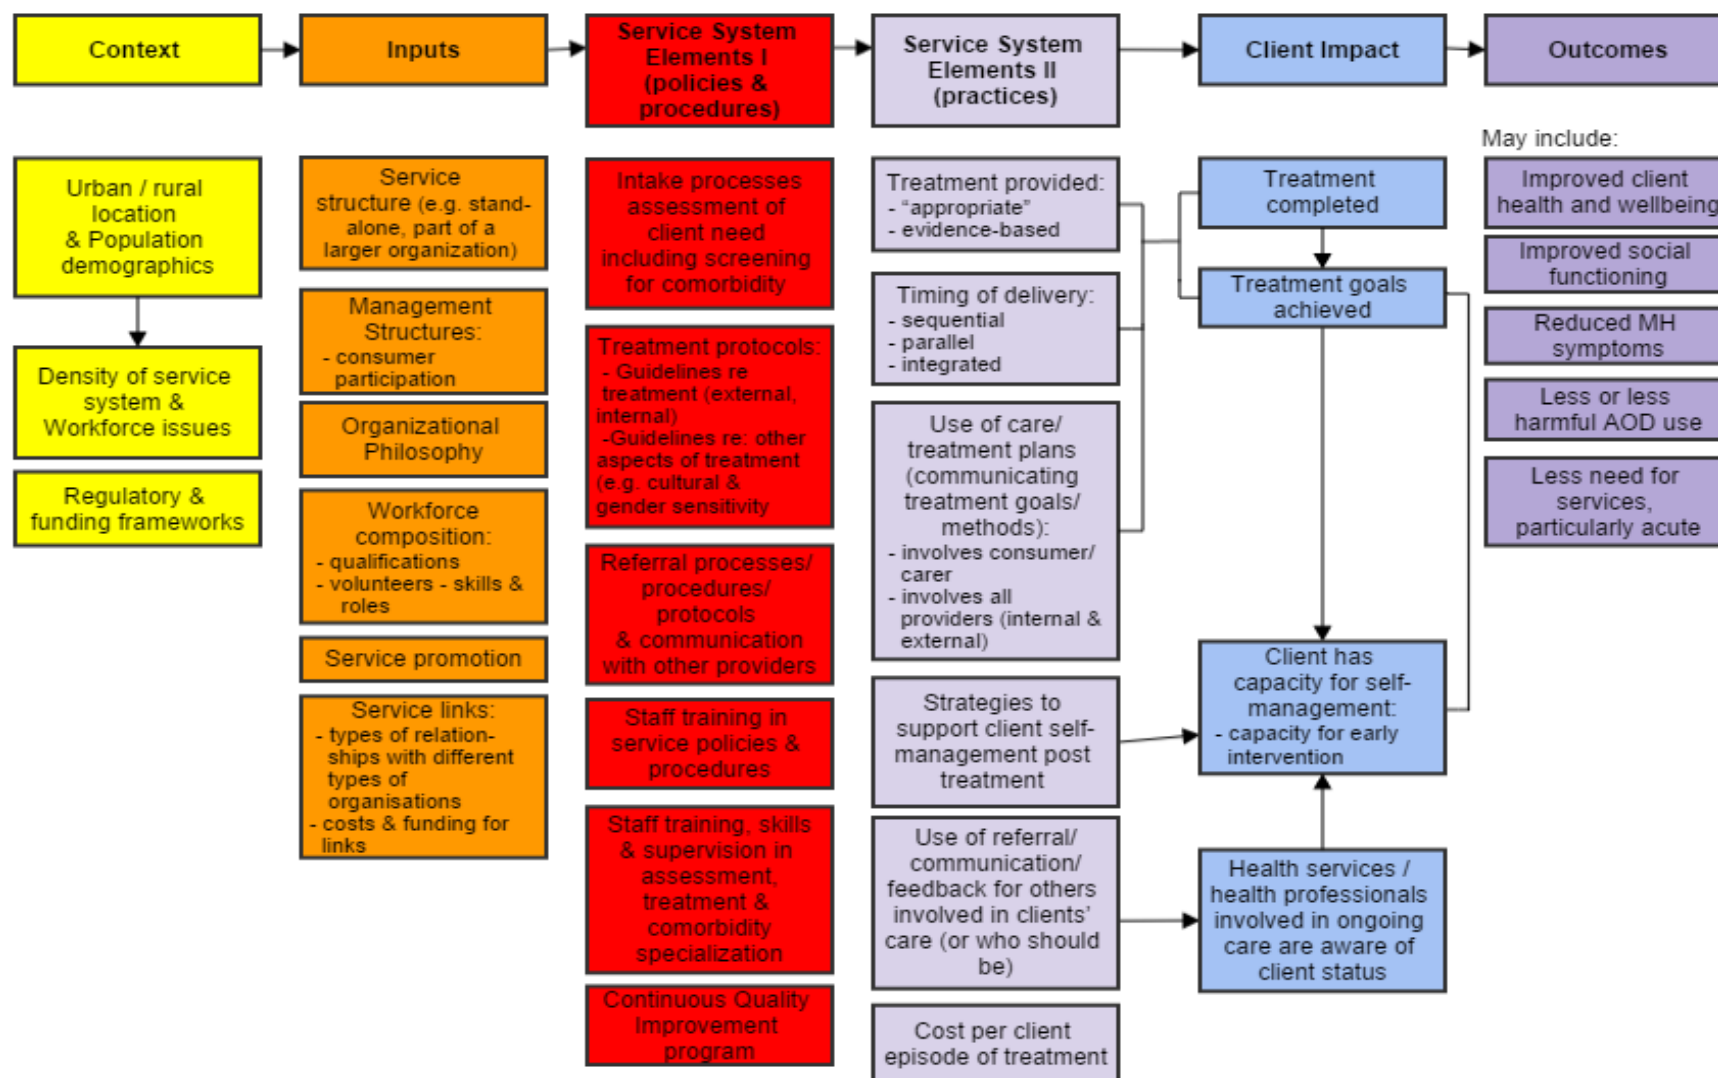 Context
Inputs
Service System
Elements I
(policies &
procedures)
Service System
Elements II
(practices)
Client Impact
Outcomes
Urban / rural
location
& Population
demographics
Density of service
system &
Workforce issues
Regulatory &
funding frameworks
Service
structure (e.g. stand-
alone, part of a
larger organization)
Management
Structures:
- consumer
participation
Organizational
Philosophy
Workforce
composition:
- qualifications
- volunteers - skills &
roles
Service promotion
Service links:
- types of relation-
ships with different
types of
organisations
- costs & funding for
links
Intake processes
assessment of
client need
including screening
for comorbidity
Treatment protocols:
- Guidelines re
treatment (external,
internal)
-Guidelines re: other
aspects of treatment
(e.g. cultural &
gender sensitivity
Referral processes/
procedures/
protocols
& communication
with other providers
Staff training in
service policies &
procedures
Staff training, skills
& supervision in
assessment,
treatment &
comorbidity
specialization
Continuous Quality
Improvement
program
Treatment provided:
- “appropriate”
- evidence-based
Timing of delivery:
- sequential
- parallel
- integrated
Use of care/
treatment plans
(communicating
treatment goals/
methods):
- involves consumer/
carer
- involves all
providers (internal &
external)
Strategies to
support client self-
management post
treatment
Use of referral/
communication/
feedback for others
involved in clients’
care (or who should
be)
Cost per client
episode of treatment
Treatment
completed
Treatment goals
achieved
Client has
capacity for self-
management:
- capacity for early
intervention
Health services /
health professionals
involved in ongoing
care are aware of
client status
May include:
Improved client
health and wellbeing
Improved social
functioning
Reduced MH
symptoms
Less or less
harmful AOD use
Less need for
services,
particularly acute